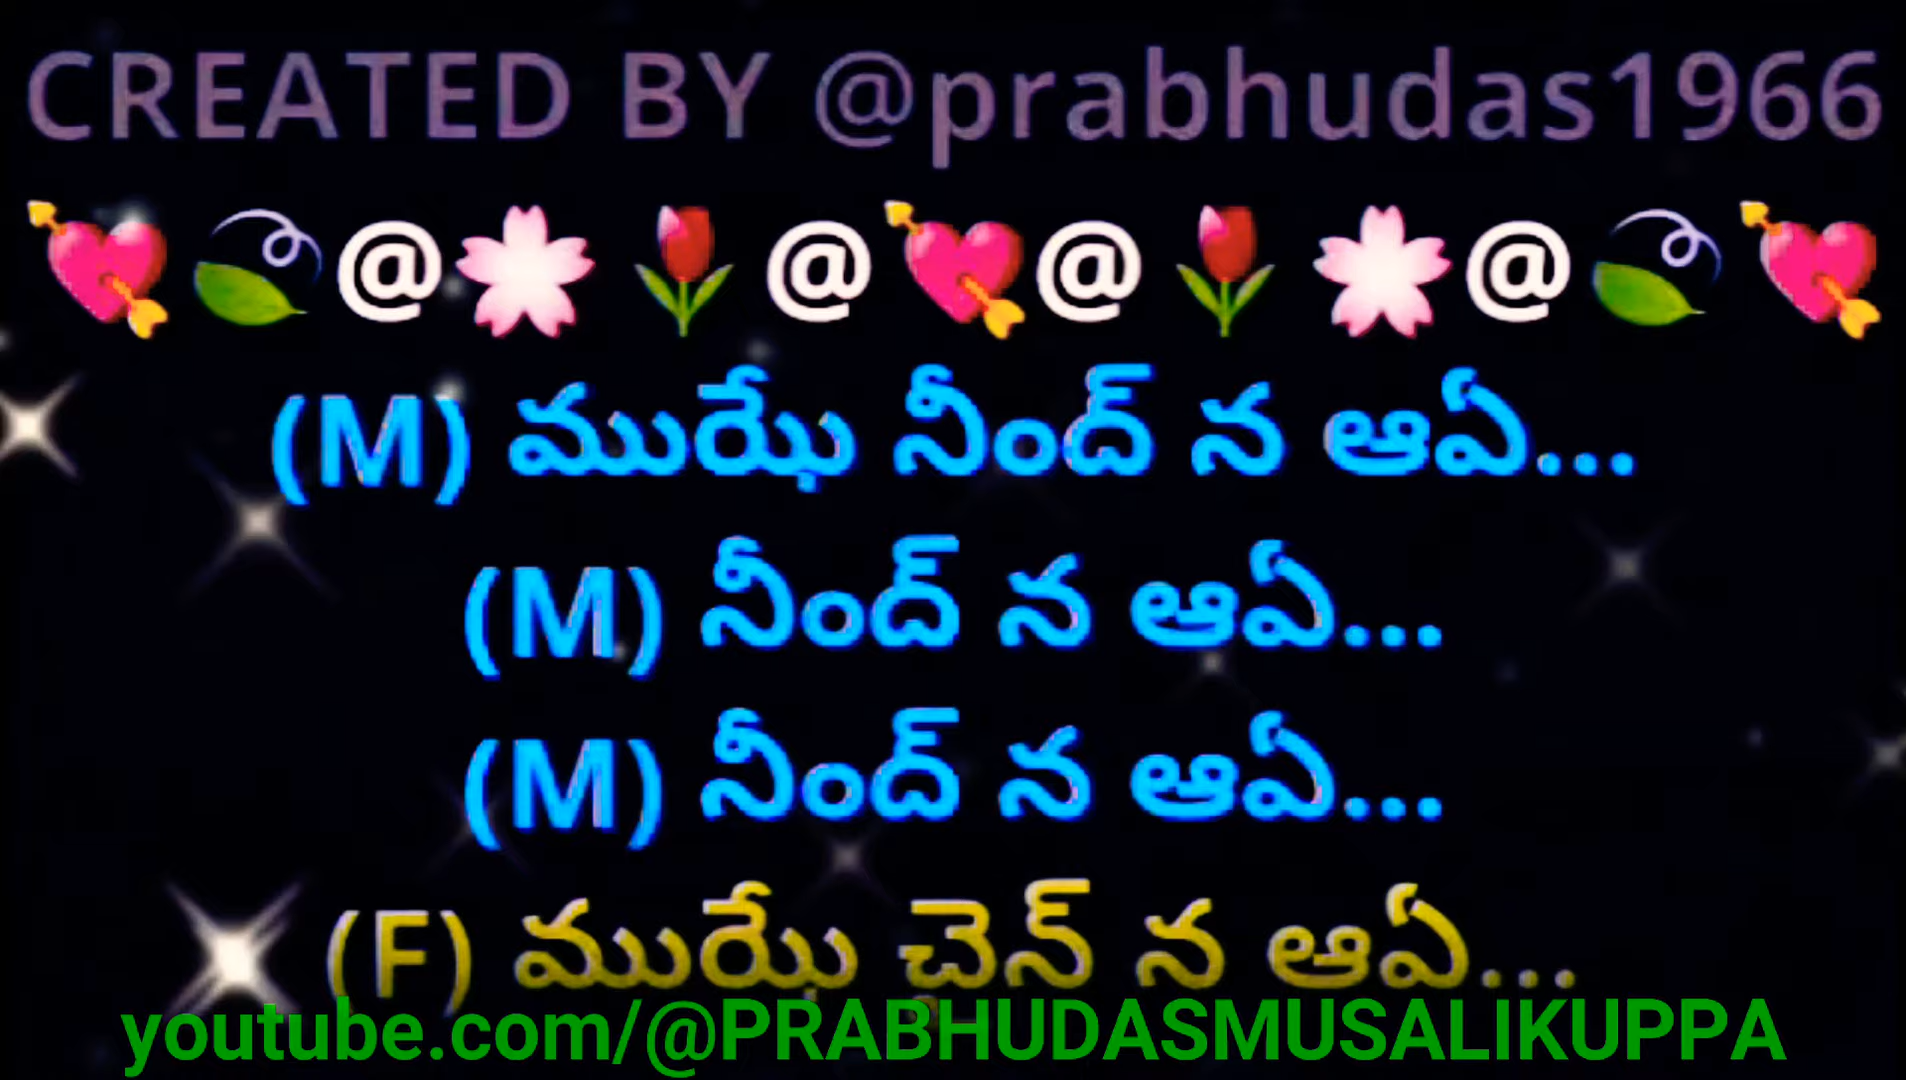 CREATED BY @prabhudas1966
💘🍃@🌸🌷@💘@🌷🌸@🍃💘
(M) ముఝే నీంద్ న ఆఏ...
(M) నీంద్ న ఆఏ...
(M) నీంద్ న ఆఏ...
(F) ముఝే చైన్ న ఆఏ...
youtube.com/@PRABHUDASMUSALIKUPPA